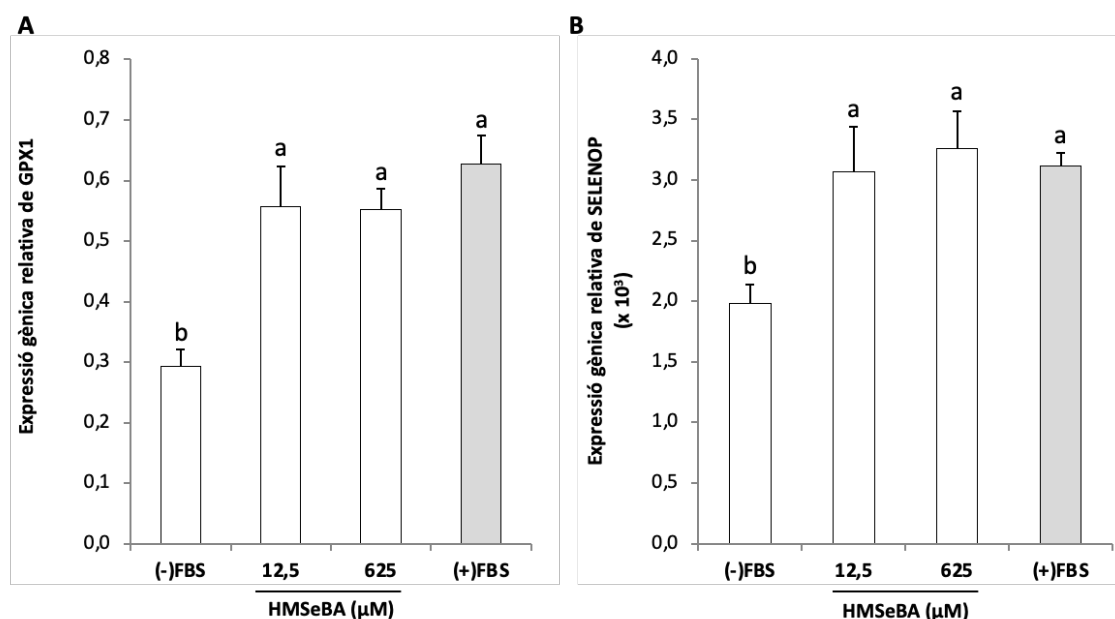 A
Expressió gènica relativa de GPX1
0,8
0,7
0,6
0,5
0,4
0,3
0,2
0,1
0,0
b
a
a
a
(-)FBS
12,5
625
(+)FBS
HMSeBA (µM)
B
Expressió gènica relativa de SELENOP
(x 10³)
4,0
3,5
3,0
2,5
2,0
1,5
1,0
0,5
0,0
b
a
a
a
(-)FBS
12,5
625
(+)FBS
HMSeBA (µM)